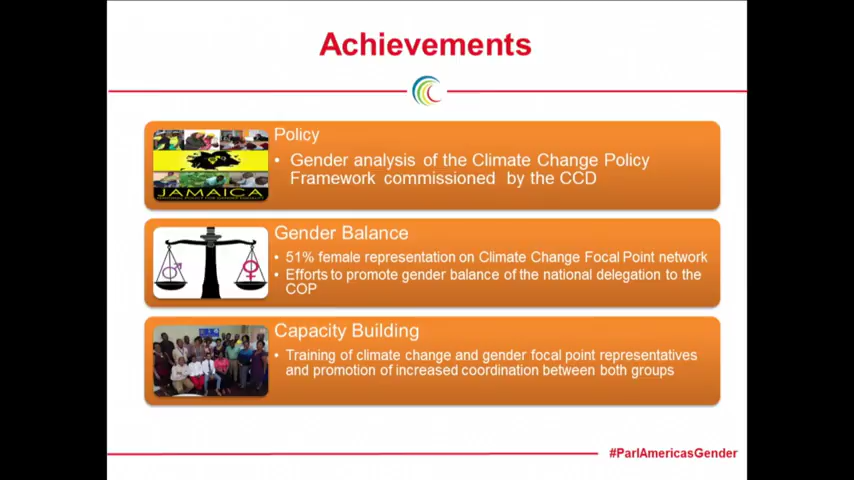 Achievements
Policy
• Gender analysis of the Climate Change Policy
Framework commissioned by the CCD
JAMAICA
Gender Balance
• 51% female representation on Climate Change Focal Point network
• Efforts to promote gender balance of the national delegation to the
COP
Capacity Building
• Training of climate change and gender focal point representatives
and promotion of increased coordination between both groups
#ParlAmericasGender